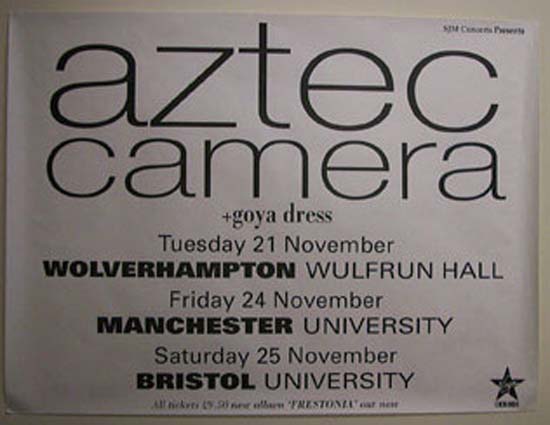 SJM Concerts Presents
aztec
camera
+goya dress
Tuesday 21 November
WOLVERHAMPTON WULFRUN HALL
Friday 24 November
MANCHESTER UNIVERSITY
Saturday 25 November
BRISTOL UNIVERSITY
All tickets £9.50 new album 'FRESTONIA' out now